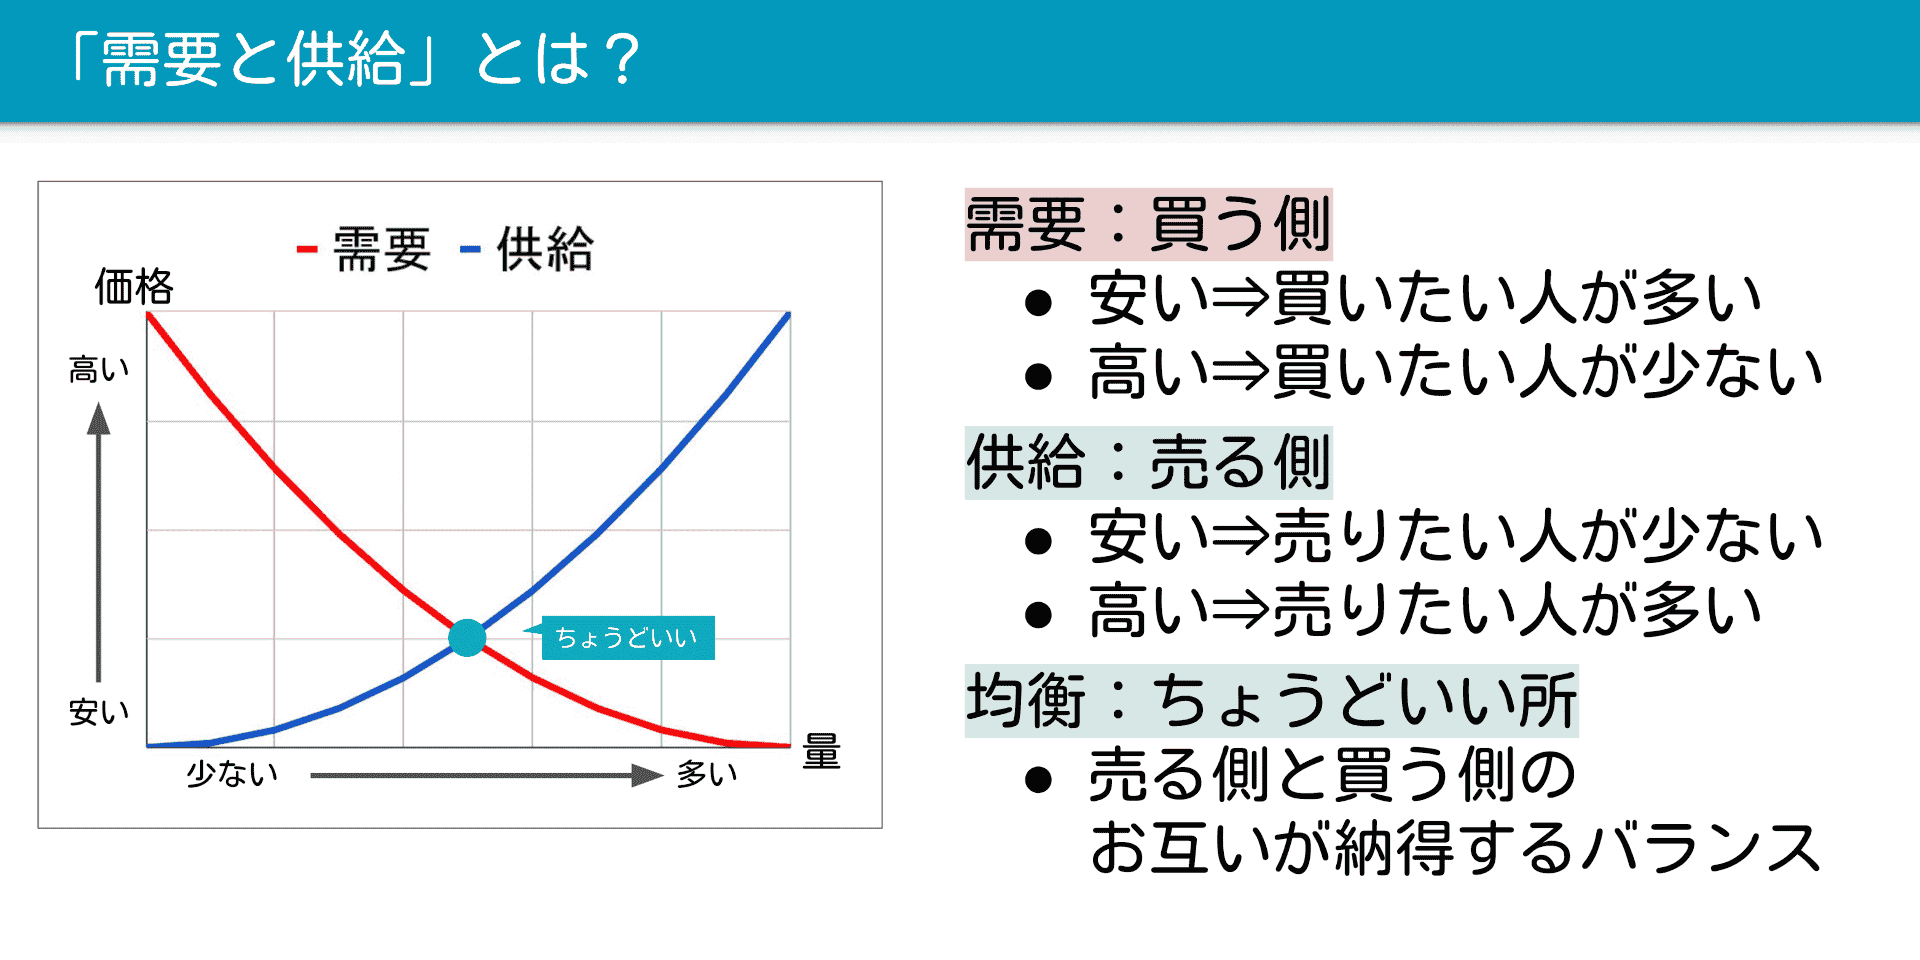 「需要と供給」とは？
需要 供給
価格
高い
安い
ちょうどいい
少ない
多い
量
需要：買う側
● 安い⇒買いたい人が多い
● 高い⇒買いたい人が少ない
供給：売る側
● 安い⇒売りたい人が少ない
● 高い⇒売りたい人が多い
均衡：ちょうどいい所
● 売る側と買う側の
お互いが納得するバランス